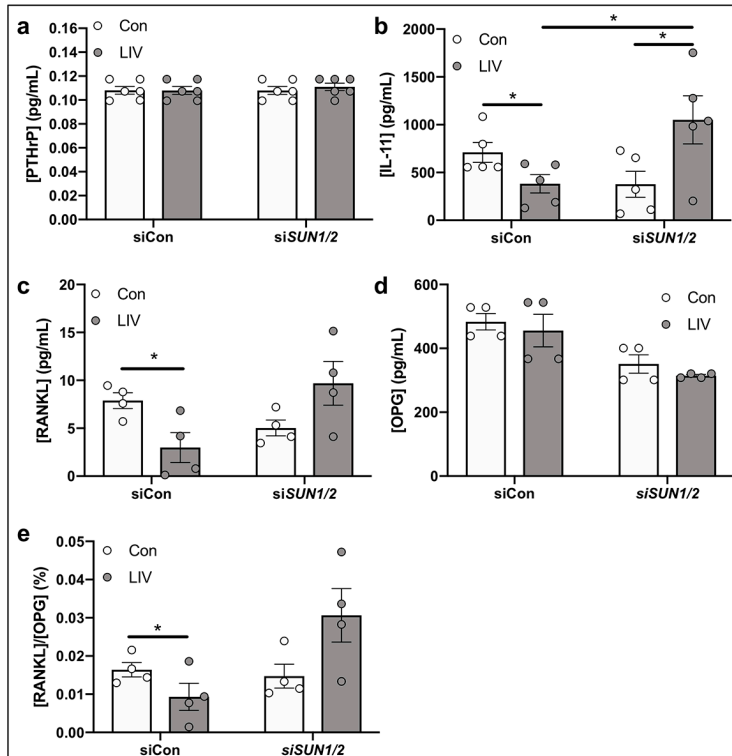 a
[PTHrP] (pg/mL)
0.16
0.14
0.12
0.10
0.08
0.06
0.04
0.02
0.00
Con
LIV
siCon
siSUN1/2
b
[IL-11] (pg/mL)
2000
1500
1000
500
0
Con
LIV
*
*
*
siCon
siSUN1/2
c
[RANKL] (pg/mL)
20
15
10
5
0
Con
LIV
*
siCon
siSUN1/2
d
[OPG] (pg/mL)
600
400
200
0
Con
LIV
siCon
siSUN1/2
e
[RANKL]/[OPG] (%)
0.05
0.04
0.03
0.02
0.01
0.00
Con
LIV
*
siCon
siSUN1/2